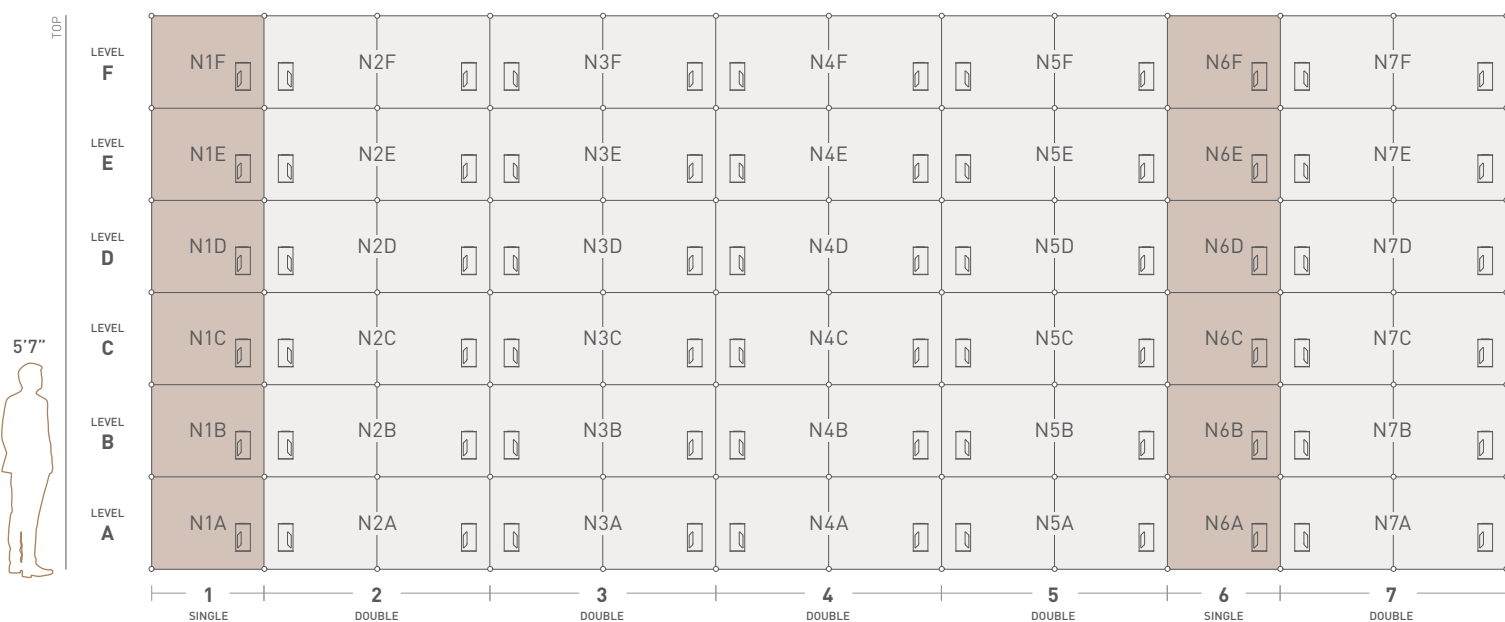 TOP
LEVEL
F
N1F N2F N3F N4F N5F N6F N7F
LEVEL
E
N1E N2E N3E N4E N5E N6E N7E
LEVEL
D
N1D N2D N3D N4D N5D N6D N7D
LEVEL
C
N1C N2C N3C N4C N5C N6C N7C
5’7”
LEVEL
B
N1B N2B N3B N4B N5B N6B N7B
LEVEL
A
N1A N2A N3A N4A N5A N6A N7A
1 2 3 4 5 6 7
SINGLE DOUBLE DOUBLE DOUBLE DOUBLE SINGLE DOUBLE